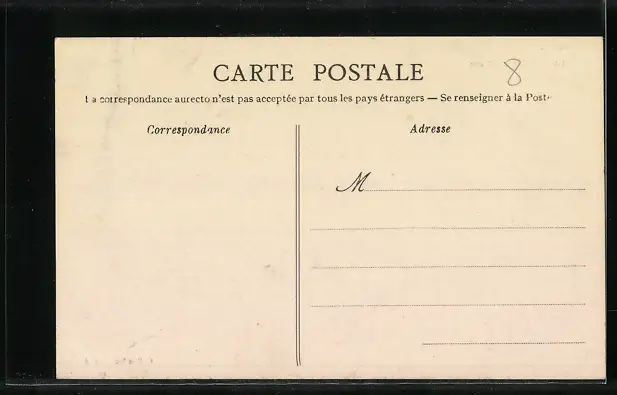 CARTE POSTALE
8
La correspondance au recto n'est pas acceptée par tous les pays étrangers — Se renseigner à la Poste
Correspondance
Adresse
M